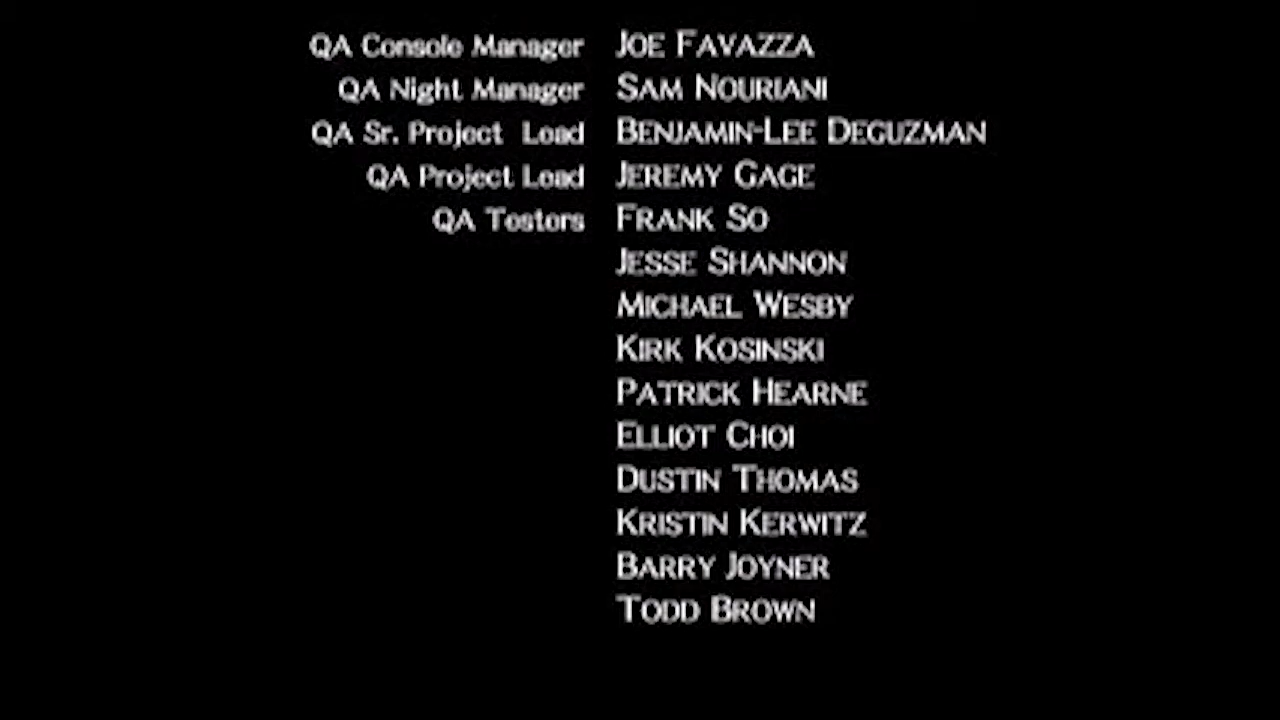 QA Console Manager JOE FAVAZZA
QA Night Manager SAM NOURIANI
QA Sr. Project Lead BENJAMIN-LEE DEGUZMAN
QA Project Lead JEREMY GAGE
QA Testers FRANK SO
JESSE SHANNON
MICHAEL WESBY
KIRK KOSINSKI
PATRICK HEARNE
ELLIOT CHOI
DUSTIN THOMAS
KRISTIN KERWITZ
BARRY JOYNER
TODD BROWN